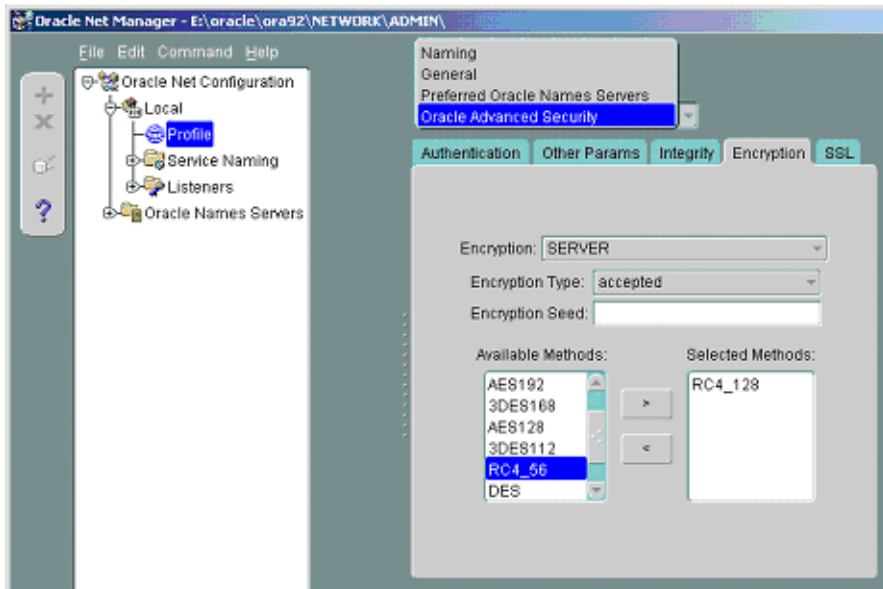 Oracle Net Manager - E:\oracle\ora92\NETWORK\ADMIN\
File Edit Command Help
Oracle Net Configuration
Local
Profile
Service Naming
Listeners
Oracle Names Servers
Naming
General
Preferred Oracle Names Servers
Oracle Advanced Security
Authentication Other Params Integrity Encryption SSL
Encryption: SERVER
Encryption Type: accepted
Encryption Seed:
Available Methods:
AES192
3DES168
AES128
3DES112
RC4_56
DES
>
<
Selected Methods:
RC4_128